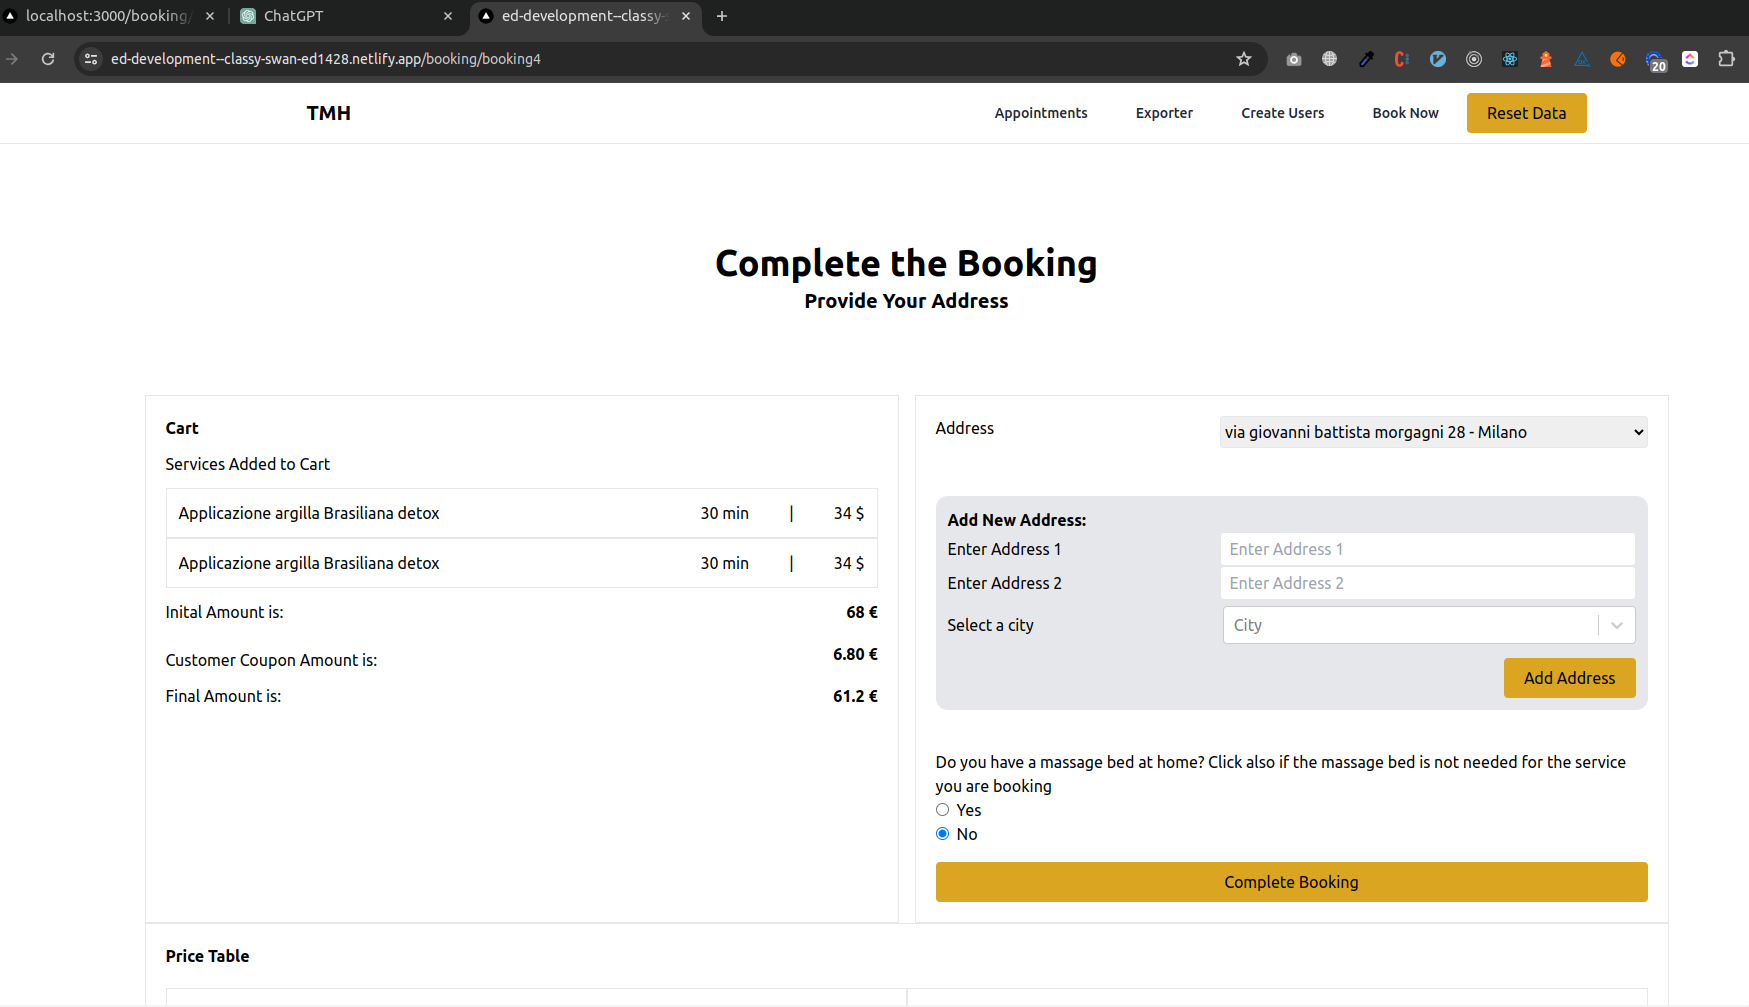 localhost:3000/booking/
ChatGPT
ed-development--classy-s
ed-development--classy-swan-ed1428.netlify.app/booking/booking4
20
TMH
Appointments
Exporter
Create Users
Book Now
Reset Data
Complete the Booking
Provide Your Address
Cart
Services Added to Cart
Applicazione argilla Brasiliana detox 30 min | 34 $
Applicazione argilla Brasiliana detox 30 min | 34 $
Inital Amount is: 68 €
Customer Coupon Amount is: 6.80 €
Final Amount is: 61.2 €
Address via giovanni battista morgagni 28 - Milano
Add New Address:
Enter Address 1 Enter Address 1
Enter Address 2 Enter Address 2
Select a city City
Add Address
Do you have a massage bed at home? Click also if the massage bed is not needed for the service
you are booking
Yes
No
Complete Booking
Price Table